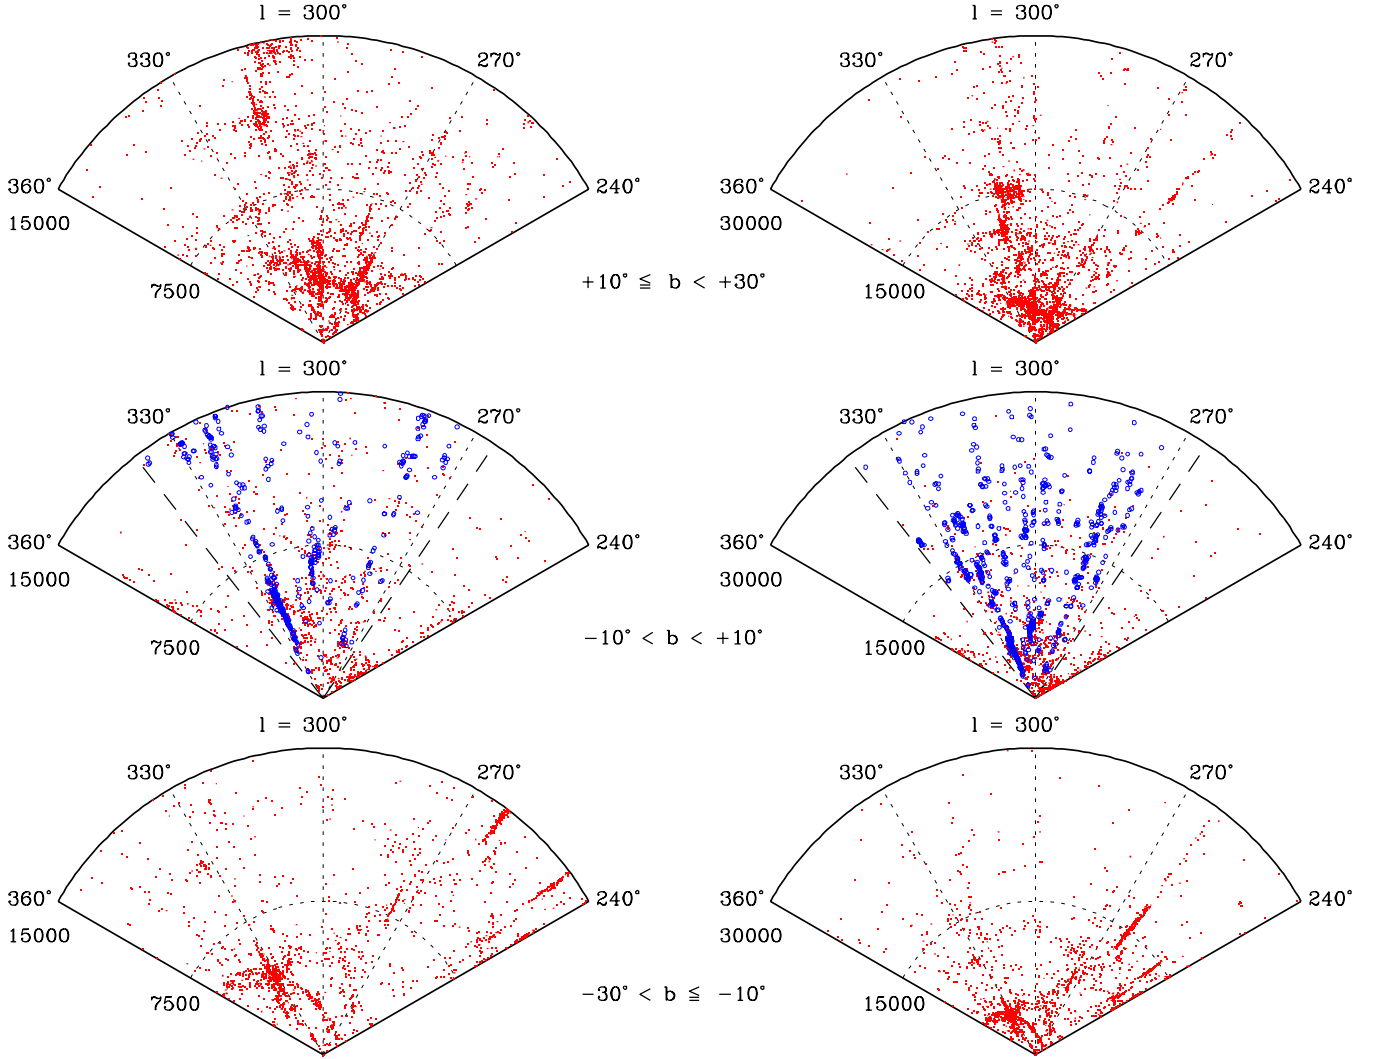 l = 300° l = 300°
330° 270° 330° 270°
360° 240° 360° 240°
15000 30000
+10° ≦ b < +30°
7500 15000
l = 300° l = 300°
330° 270° 330° 270°
360° 240° 360° 240°
15000 30000
−10° < b < +10°
7500 15000
l = 300° l = 300°
330° 270° 330° 270°
360° 240° 360° 240°
15000 30000
−30° < b ≦ −10°
7500 15000